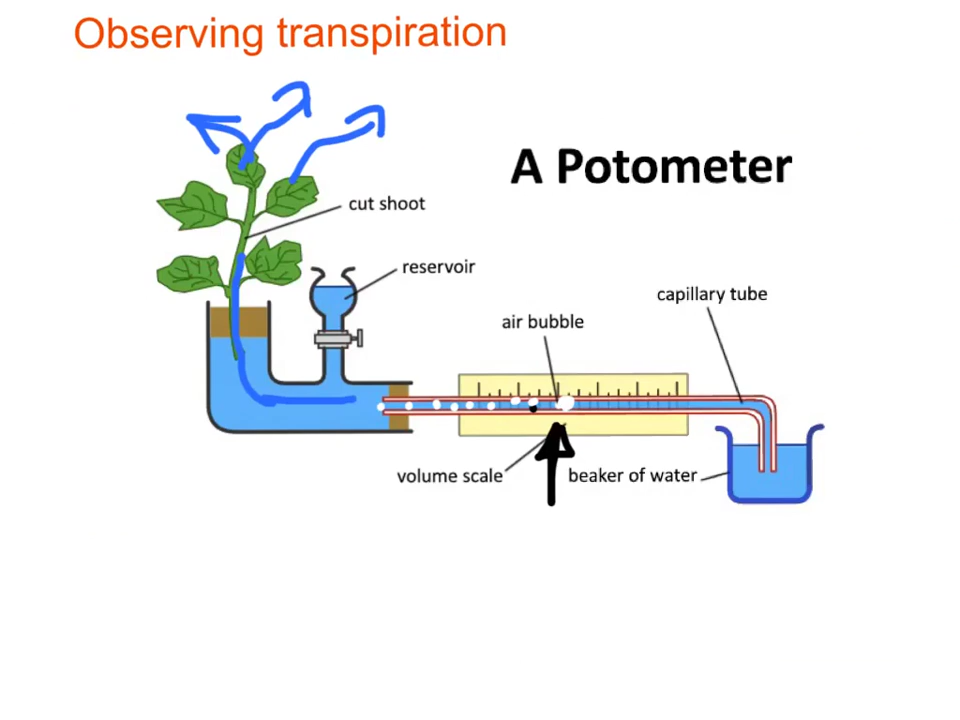 Observing transpiration
A Potometer
cut shoot
reservoir
capillary tube
air bubble
volume scale
beaker of water